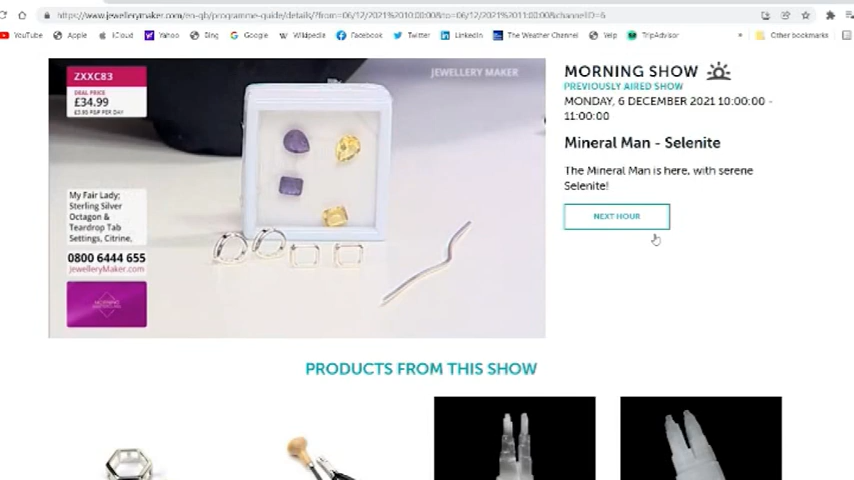 https://www.jewellerymaker.com/en-gb/programme-guide/details/?from=06/12/2021%2010:00:00&to=06/12/2021%2011:00:00&channelID=6
YouTube Apple iCloud Yahoo Bing Google Wikipedia Facebook Twitter LinkedIn The Weather Channel Yelp TripAdvisor » Other bookmarks
ZXXC83
DEAL PRICE
£34.99
JEWELLERY MAKER
My Fair Lady;
Sterling Silver
Octagon &
Teardrop Tab
Settings, Citrine,
0800 6444 655
JewelleryMaker.com
MORNING
MORNING SHOW
PREVIOUSLY AIRED SHOW
MONDAY, 6 DECEMBER 2021 10:00:00 -
11:00:00
Mineral Man - Selenite
The Mineral Man is here, with serene
Selenite!
NEXT HOUR
PRODUCTS FROM THIS SHOW